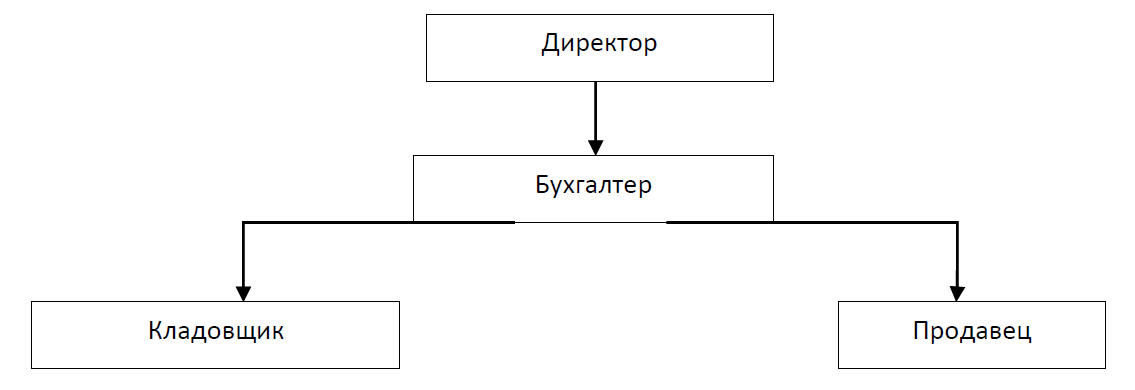 Директор
Бухгалтер
Кладовщик
Продавец